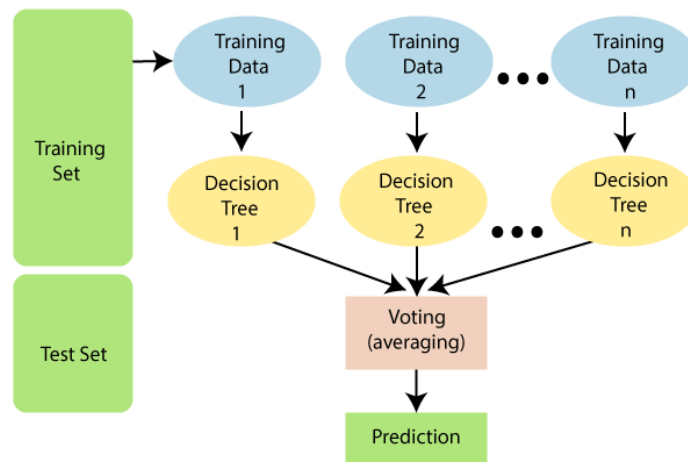 Training
Set
Training
Data
1
Training
Data
2
Training
Data
n
Decision
Tree
1
Decision
Tree
2
Decision
Tree
n
Test Set
Voting
(averaging)
Prediction